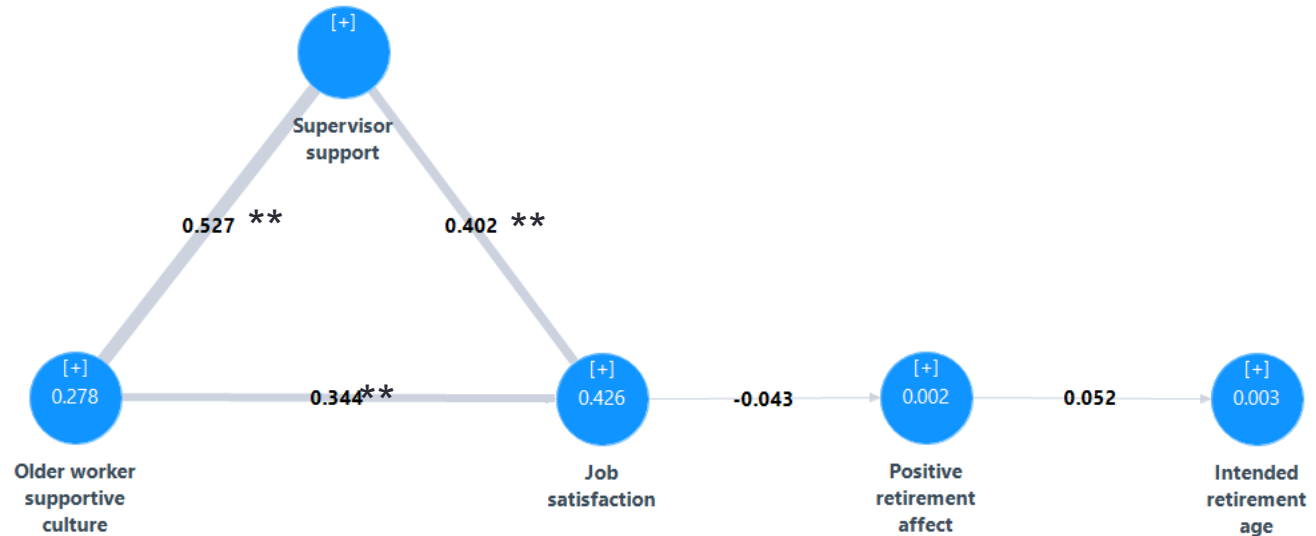 [+]
Supervisor
support
0.527 **
0.402 **
[+]
0.278
0.344**
[+]
0.426
-0.043
[+]
0.002
0.052
[+]
0.003
Older worker
supportive
culture
Job
satisfaction
Positive
retirement
affect
Intended
retirement
age